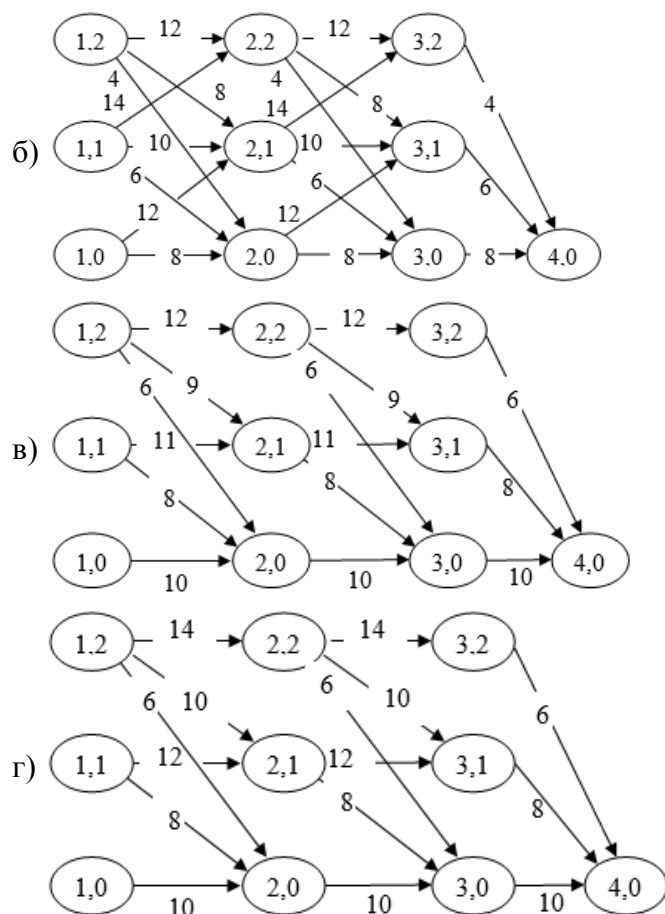 1,2 12 2,2 12 3,2
4 8 4 8 4
14 14
б) 1,1 10 2,1 10 3,1
6 6 6
12 12
1,0 8 2,0 8 3,0 8 4,0
1,2 12 2,2 12 3,2
6 9 6 9 6
в) 1,1 11 2,1 11 3,1
8 8 8
1,0 2,0 3,0 4,0
10 10 10
1,2 14 2,2 14 3,2
6 10 6 10 6
г) 1,1 12 2,1 12 3,1
8 8 8
1,0 2,0 3,0 4,0
10 10 10